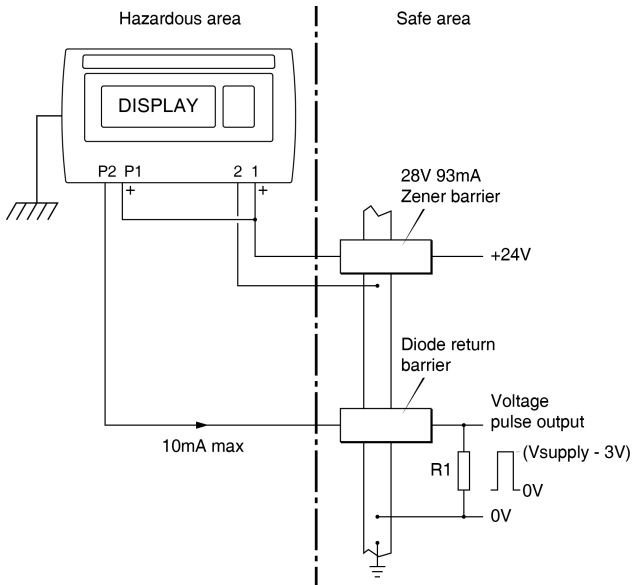 Hazardous area
Safe area
DISPLAY
P2 P1
2 1
+
+
28V 93mA
Zener barrier
+24V
Diode return
barrier
Voltage
pulse output
10mA max
(Vsupply - 3V)
R1
0V
0V